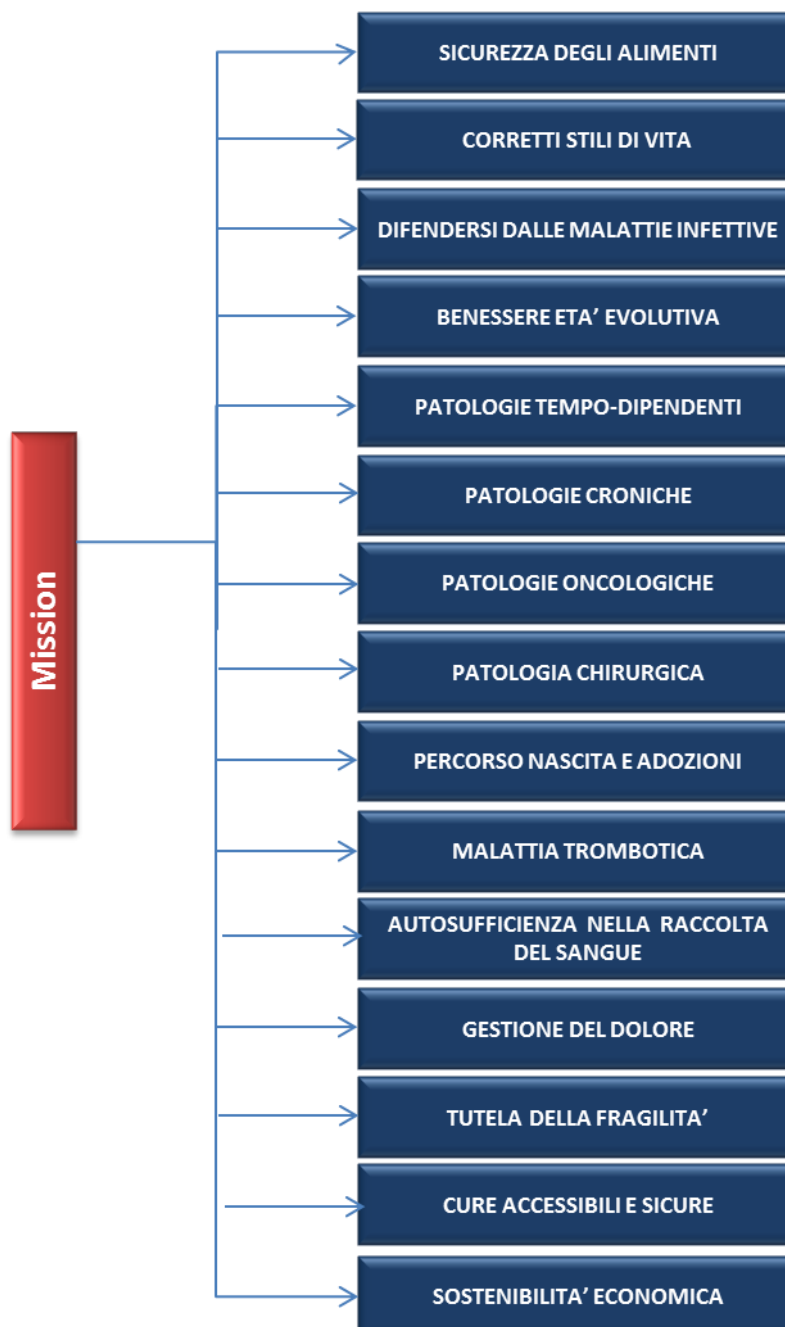 Mission
SICUREZZA DEGLI ALIMENTI
CORRETTI STILI DI VITA
DIFENDERSI DALLE MALATTIE INFETTIVE
BENESSERE ETA’ EVOLUTIVA
PATOLOGIE TEMPO-DIPENDENTI
PATOLOGIE CRONICHE
PATOLOGIE ONCOLOGICHE
PATOLOGIA CHIRURGICA
PERCORSO NASCITA E ADOZIONI
MALATTIA TROMBOTICA
AUTOSUFFICIENZA NELLA RACCOLTA
DEL SANGUE
GESTIONE DEL DOLORE
TUTELA DELLA FRAGILITA’
CURE ACCESSIBILI E SICURE
SOSTENIBILITA’ ECONOMICA